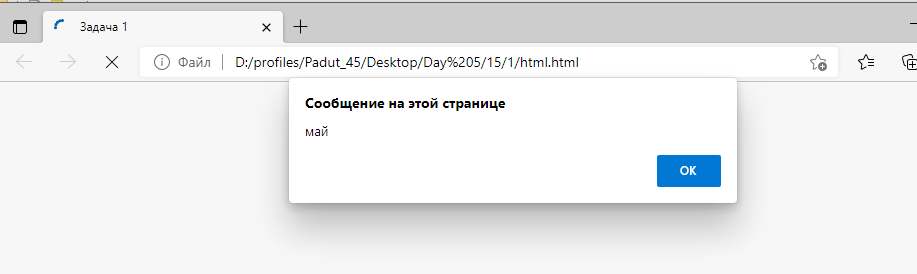 Задача 1
Файл D:/profiles/Padut_45/Desktop/Day%205/15/1/html.html
Сообщение на этой странице
май
OK